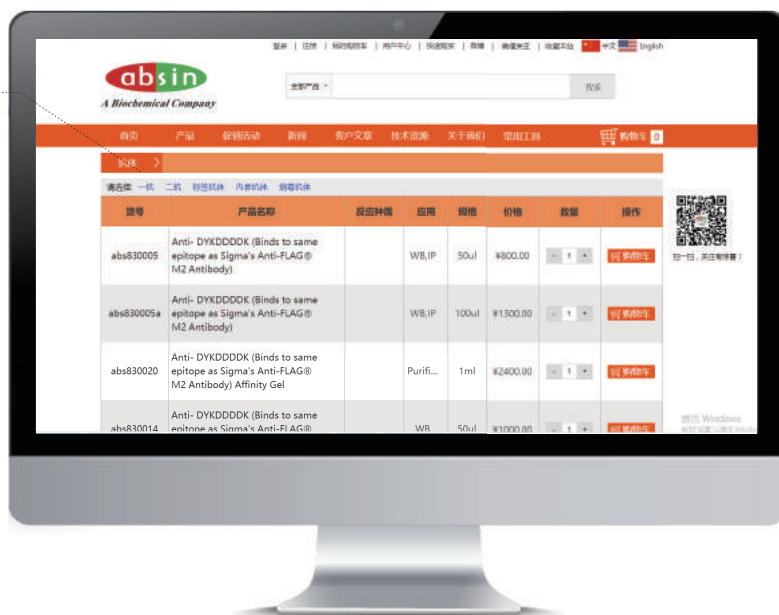 登录 | 注册 | 我的购物车 | 用户中心 | 快速购买 | 微博 | 微信关注 | 收藏本站 中文 English
absin
A Biochemical Company
全部产品 搜索
首页 产品 促销活动 新闻 客户文章 技术资源 关于我们 常用工具 购物车 0
抗体
请选择: 一抗 二抗 标签抗体 内参抗体 病毒抗体
货号 产品名称 反应种属 应用 规格 价格 数量 操作
abs830005 Anti- DYKDDDDK (Binds to same
epitope as Sigma's Anti-FLAG®
M2 Antibody) WB,IP 50ul ¥800.00 - 1 + 购物车
扫一扫，关注有惊喜！
abs830005a Anti- DYKDDDDK (Binds to same
epitope as Sigma's Anti-FLAG®
M2 Antibody) WB,IP 100ul ¥1300.00 - 1 + 购物车
abs830020 Anti- DYKDDDDK (Binds to same
epitope as Sigma's Anti-FLAG®
M2 Antibody) Affinity Gel Purifi... 1ml ¥2400.00 - 1 + 购物车
abs830014 Anti- DYKDDDDK (Binds to same
epitope as Sigma's Anti-FLAG® WB 50ul ¥1000.00 - 1 + 购物车
激活 Windows